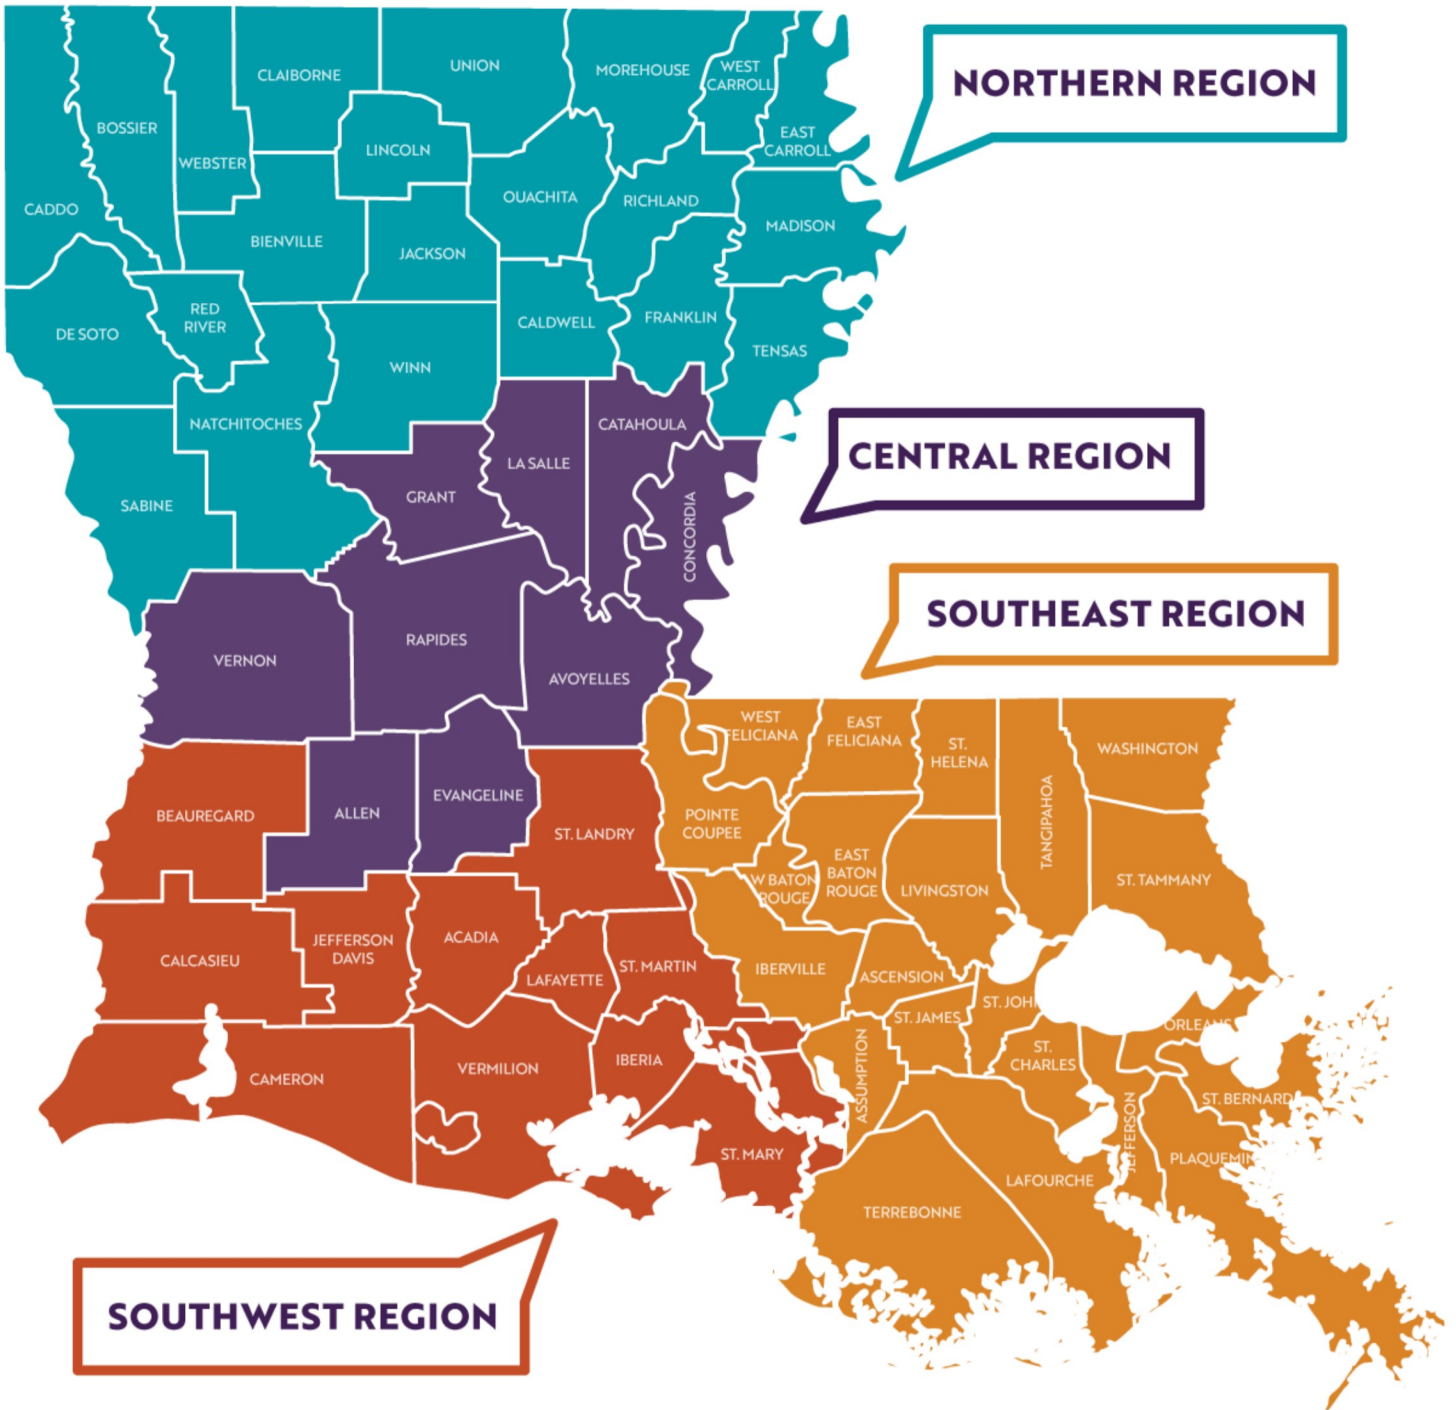 CLAIBORNE
UNION
MOREHOUSE
WEST
CARROLL
NORTHERN REGION
BOSSIER
WEBSTER
LINCOLN
EAST
CARROLL
CADDO
OUACHITA
RICHLAND
MADISON
BIENVILLE
JACKSON
DE SOTO
RED
RIVER
CALDWELL
FRANKLIN
TENSAS
WINN
NATCHITOCHES
CATAHOULA
CENTRAL REGION
SABINE
GRANT
LA SALLE
CONCORDIA
SOUTHEAST REGION
VERNON
RAPIDES
AVOYELLES
WEST
FELICIANA
EAST
FELICIANA
ST.
HELENA
WASHINGTON
BEAUREGARD
ALLEN
EVANGELINE
ST. LANDRY
POINTE
COUPEE
TANGIPAHOA
W BATON
ROUGE
EAST
BATON
ROUGE
LIVINGSTON
ST. TAMMANY
CALCASIEU
JEFFERSON
DAVIS
ACADIA
LAFAYETTE
ST. MARTIN
IBERVILLE
ASCENSION
ST. JAMES
ST. JOH
ORLEANS
CAMERON
VERMILION
IBERIA
ASSUMPTION
ST.
CHARLES
ST. BERNARD
ST. MARY
JEFFERSON
PLAQUEMIN
LAFOURCHE
TERREBONNE
SOUTHWEST REGION